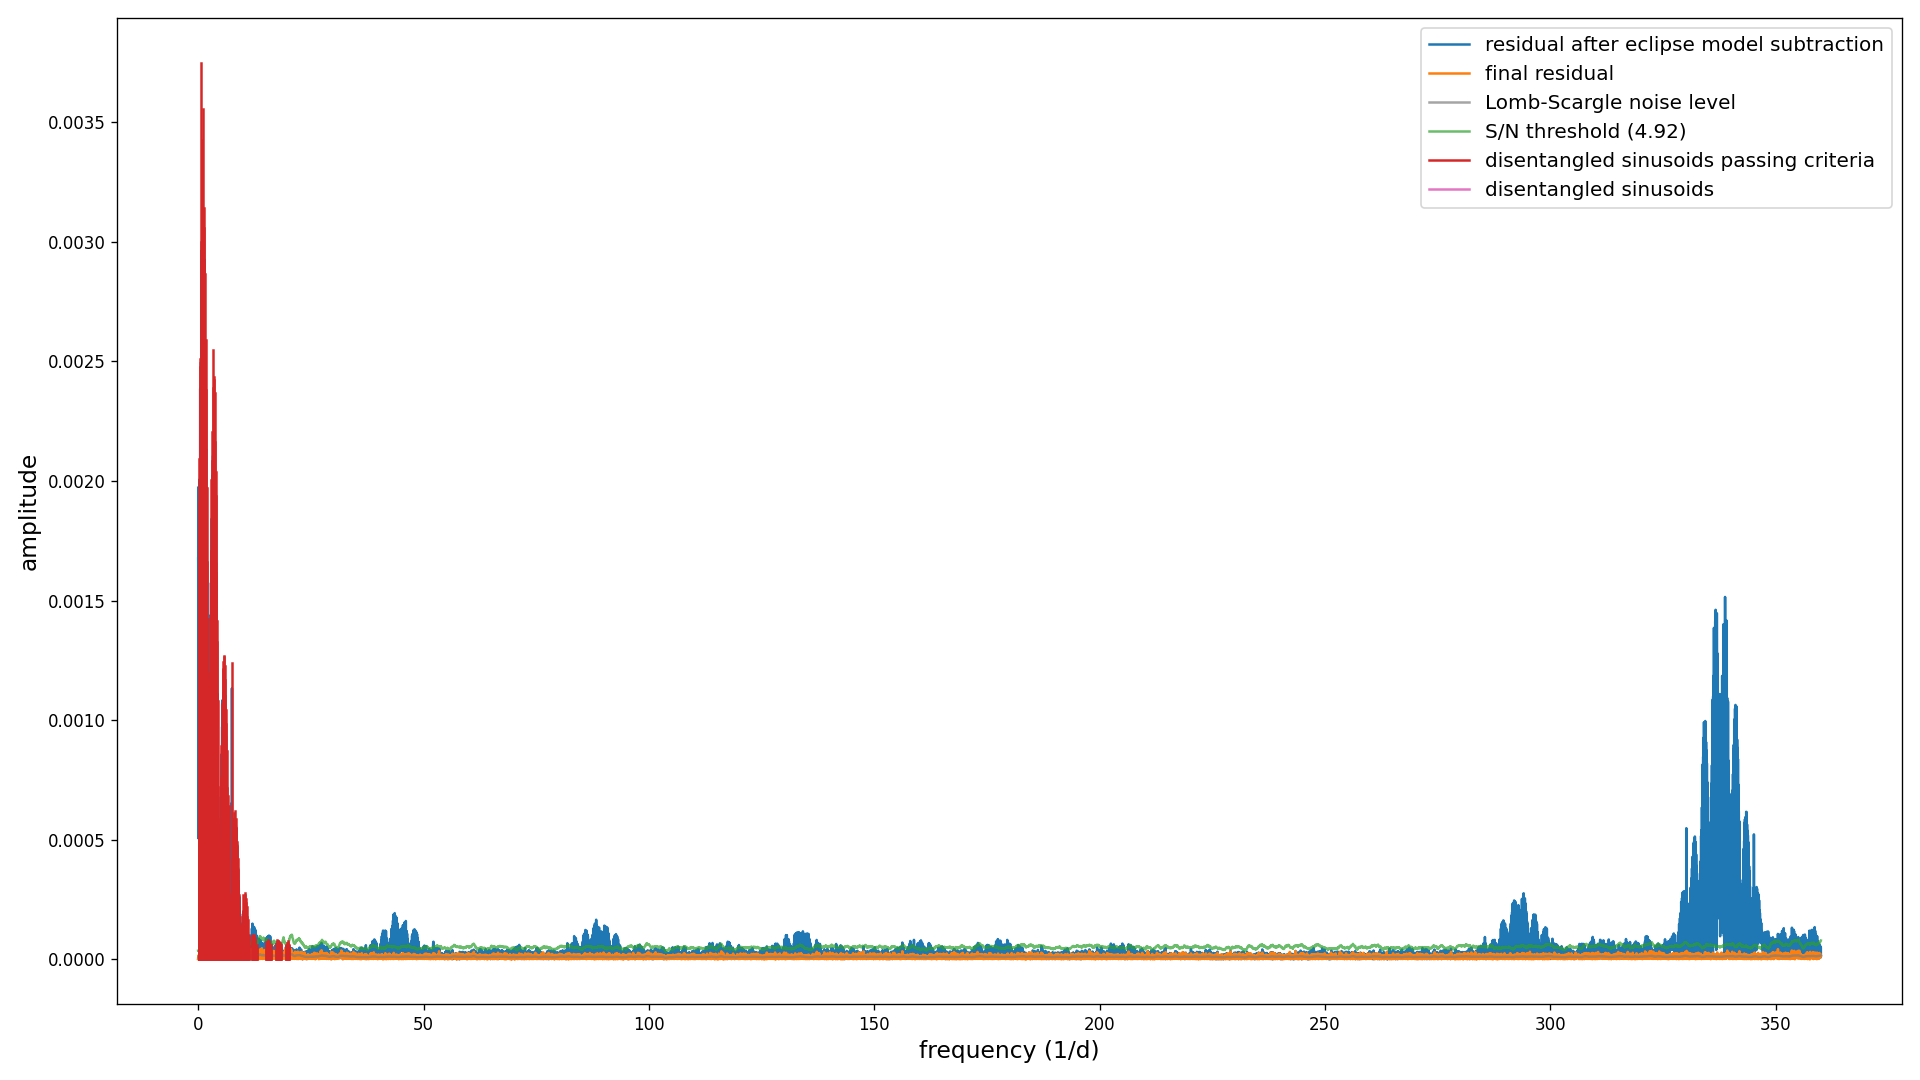 residual after eclipse model subtraction
final residual
Lomb-Scargle noise level
S/N threshold (4.92)
disentangled sinusoids passing criteria
disentangled sinusoids
amplitude
0.0035
0.0030
0.0025
0.0020
0.0015
0.0010
0.0005
0.0000
0 50 100 150 200 250 300 350
frequency (1/d)